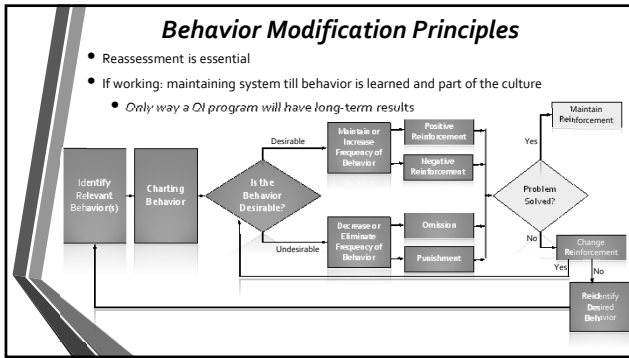 Behavior Modification Principles
• Reassessment is essential
• If working: maintaining system till behavior is learned and part of the culture
• Only way a QI program will have long-term results
Identify
Relevant
Behavior(s)
Charting
Behavior
Is the
Behavior
Desirable?
Desirable
Undesirable
Maintain or
Increase
Frequency of
Behavior
Positive
Reinforcement
Negative
Reinforcement
Decrease or
Eliminate
Frequency of
Behavior
Omission
Punishment
Problem
Solved?
Yes
Maintain
Reinforcement
No
Change
Reinforcement
Yes
No
Reidentify
Desired
Behavior